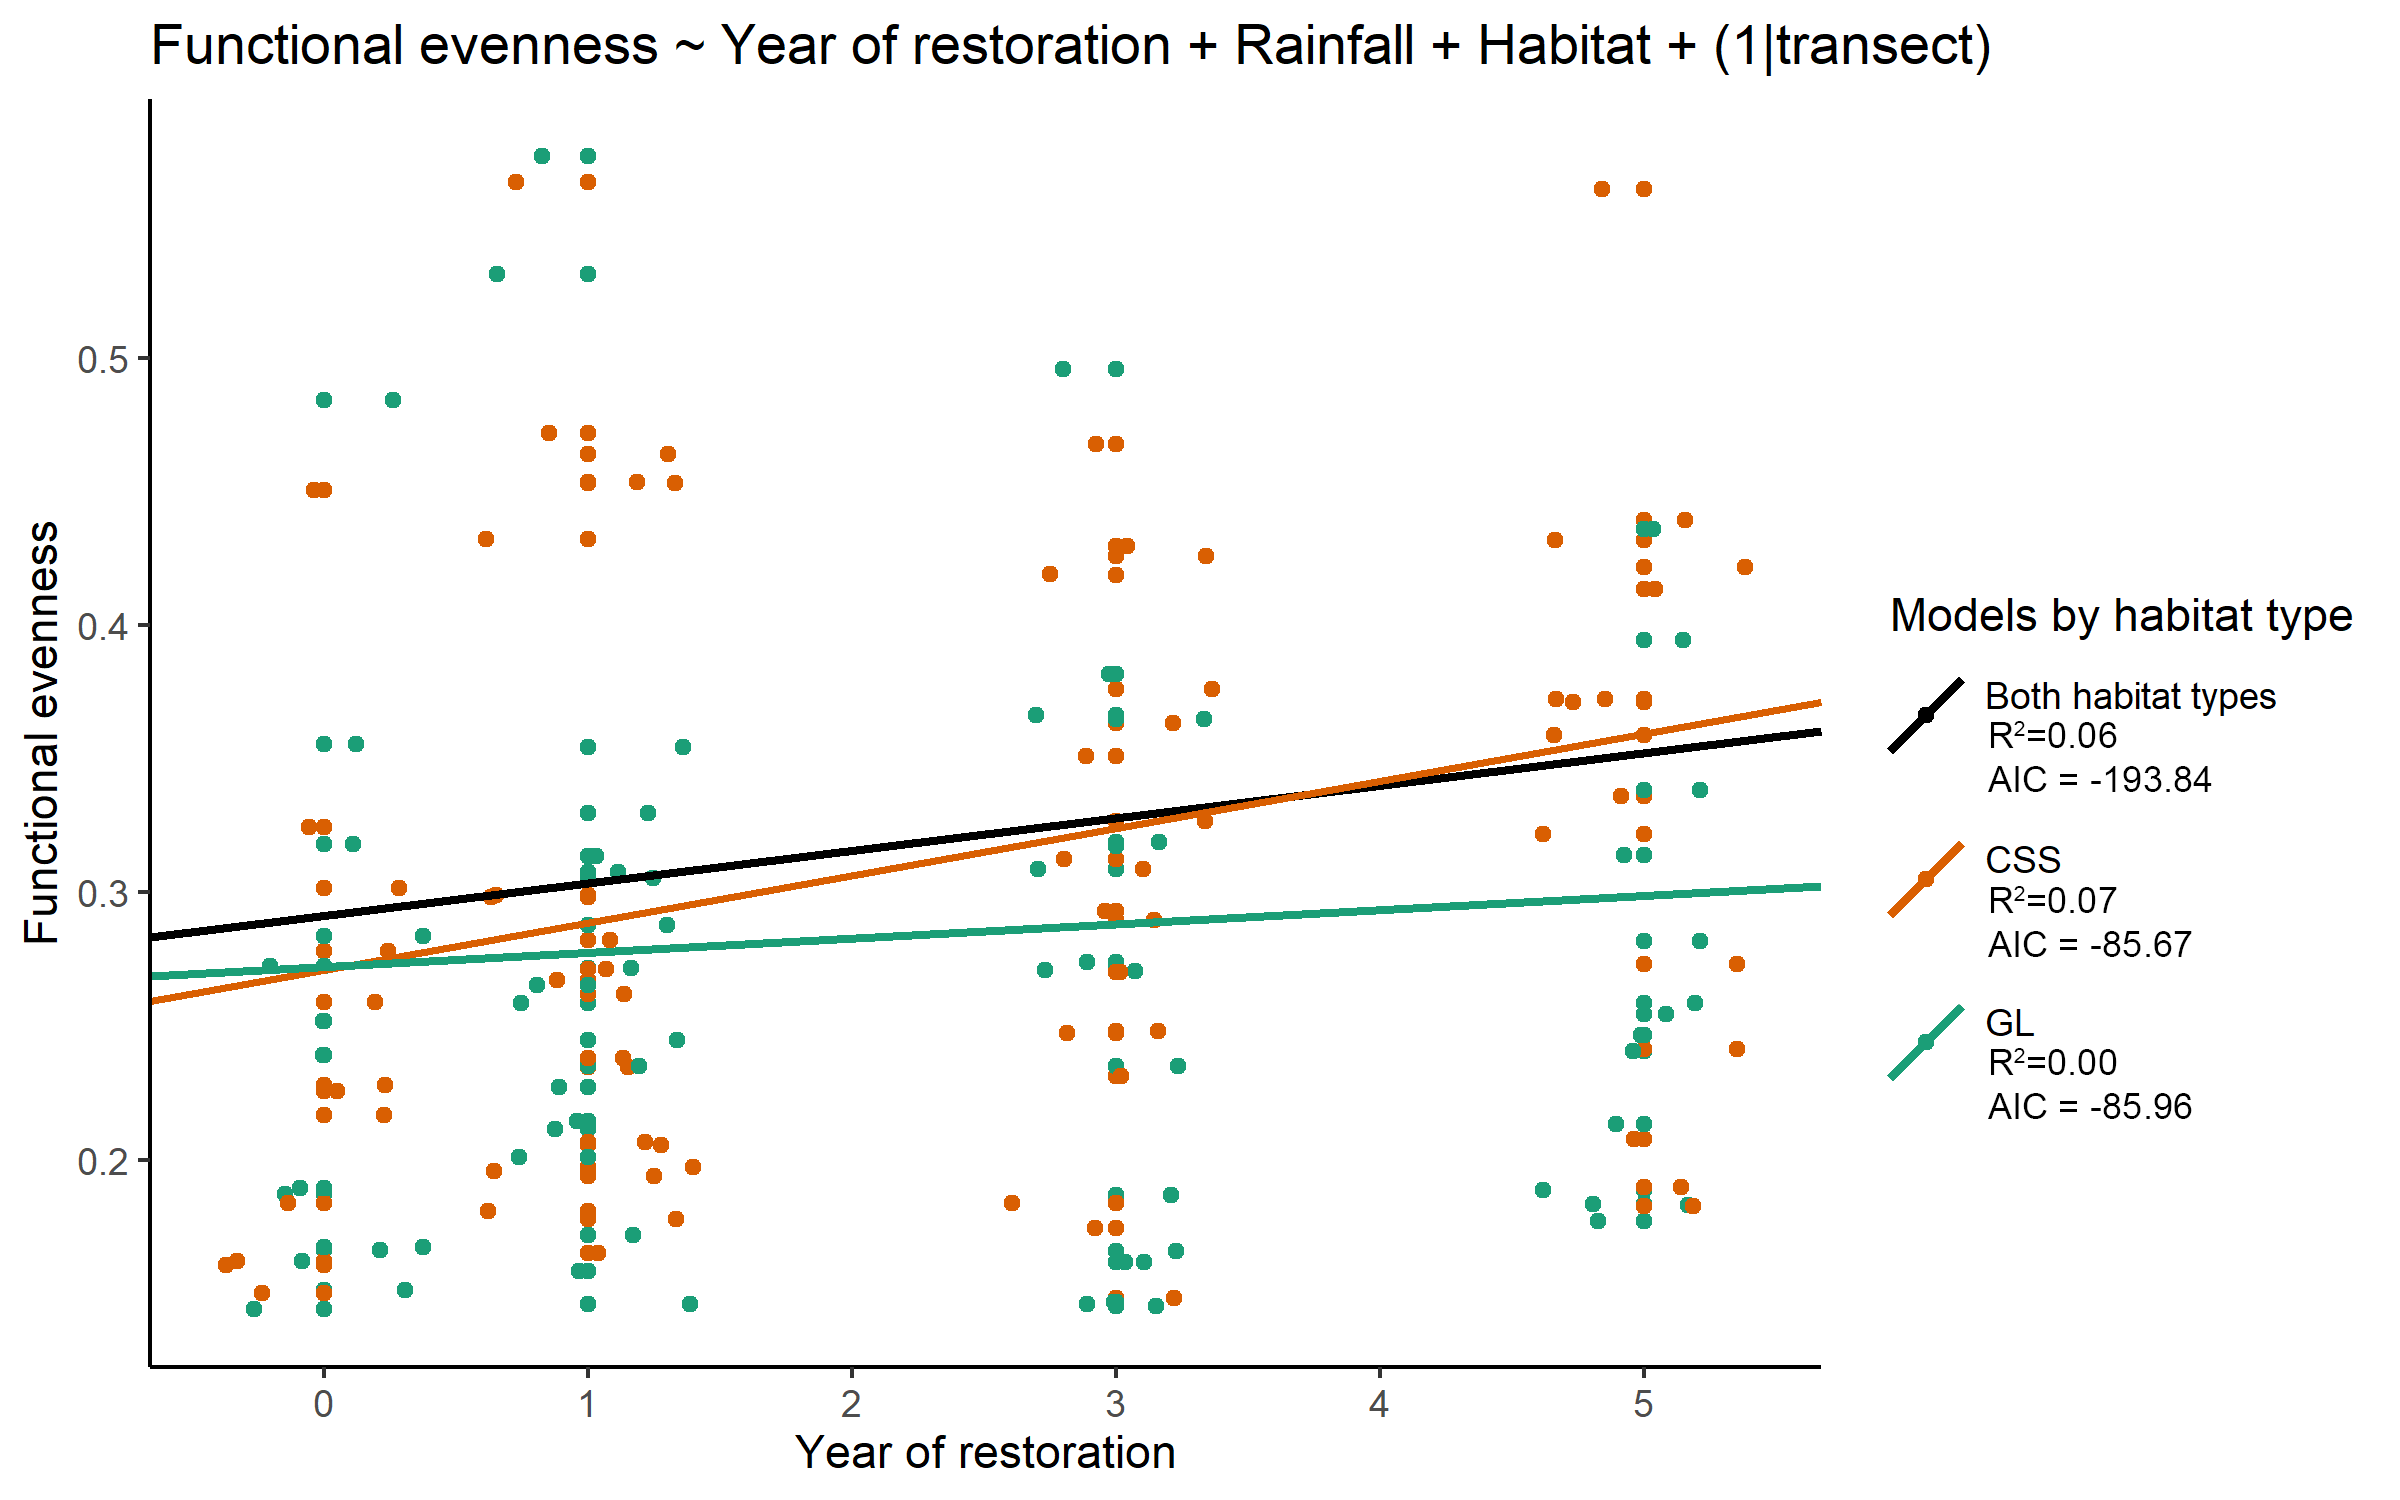 Functional evenness ~ Year of restoration + Rainfall + Habitat + (1|transect)
Functional evenness
0.5
0.4
0.3
0.2
0
1
2
3
4
5
Year of restoration
Models by habitat type
Both habitat types
R²=0.06
AIC = -193.84
CSS
R²=0.07
AIC = -85.67
GL
R²=0.00
AIC = -85.96